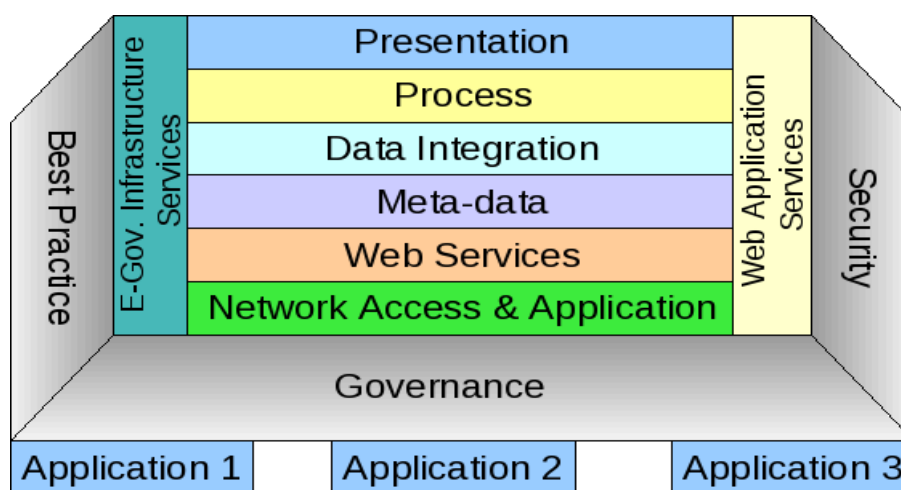 Presentation
Process
Data Integration
Meta-data
Web Services
Network Access & Application
E-Gov. Infrastructure
Services
Web Application
Services
Best Practice
Security
Governance
Application 1
Application 2
Application 3